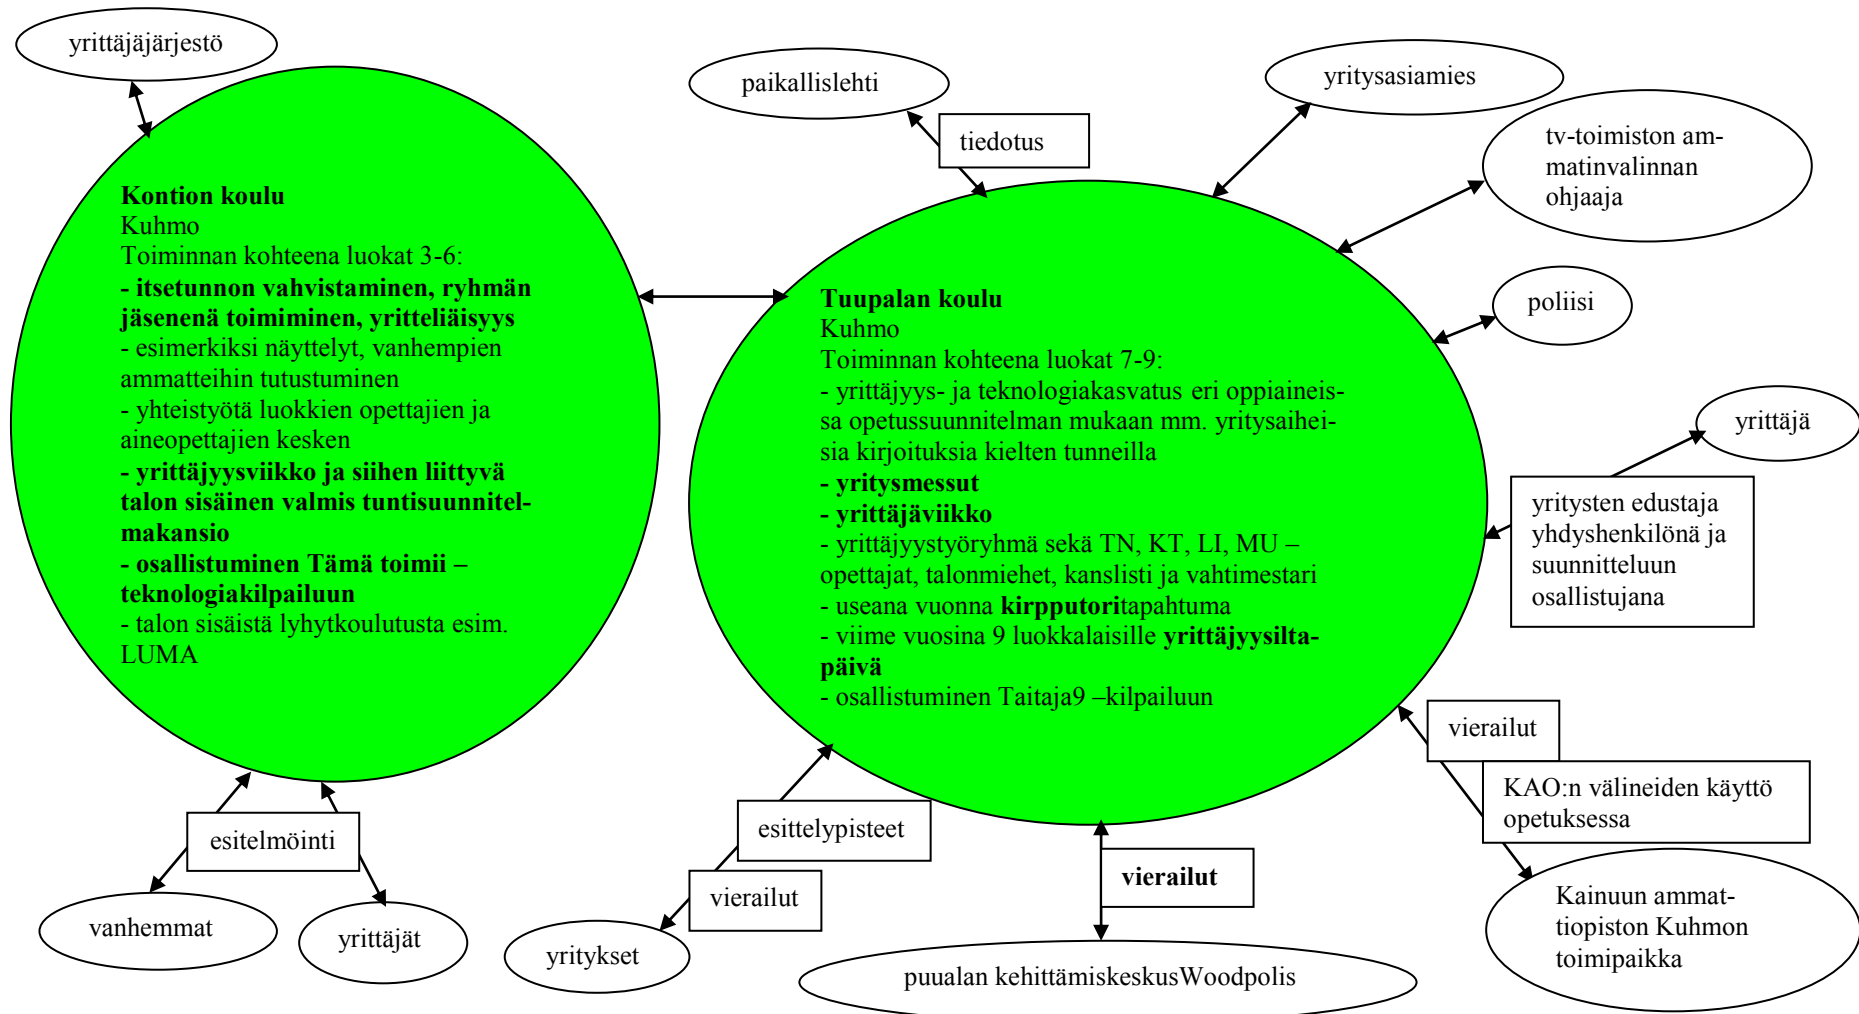 yrittäjäjärjestö
paikallislehti
yritysasiamies
tiedotus
tv-toimiston am-
matinvalinnan
ohjaaja
Kontion koulu
Kuhmo
Toiminnan kohteena luokat 3-6:
- itsetunnon vahvistaminen, ryhmän
jäsenenä toimiminen, yritteliäisyys
- esimerkiksi näyttelyt, vanhempien
ammatteihin tutustuminen
- yhteistyötä luokkien opettajien ja
aineopettajien kesken
- yrittäjyysviikko ja siihen liittyvä
talon sisäinen valmis tuntisuunnitel-
makansio
- osallistuminen Tämä toimii –
teknologiakilpailuun
- talon sisäistä lyhytkoulutusta esim.
LUMA
Tuupalan koulu
Kuhmo
Toiminnan kohteena luokat 7-9:
- yrittäjyys- ja teknologiakasvatus eri oppiaineis-
sa opetussuunnitelman mukaan mm. yritysaihei-
sia kirjoituksia kielten tunneilla
- yritysmessut
- yrittäjäviikko
- yrittäjyystyöryhmä sekä TN, KT, LI, MU –
opettajat, talonmiehet, kanslisti ja vahtimestari
- useana vuonna kirpputoritapahtuma
- viime vuosina 9 luokkalaisille yrittäjyysilta-
päivä
- osallistuminen Taitaja9 –kilpailuun
poliisi
yrittäjä
yritysten edustaja
yhdyshenkilönä ja
suunnitteluun
osallistujana
vierailut
KAO:n välineiden käyttö
opetuksessa
Kainuun ammat-
tiopiston Kuhmon
toimipaikka
esitelmöinti
vanhemmat
yrittäjät
esittelypisteet
vierailut
yritykset
vierailut
puualan kehittämiskeskusWoodpolis